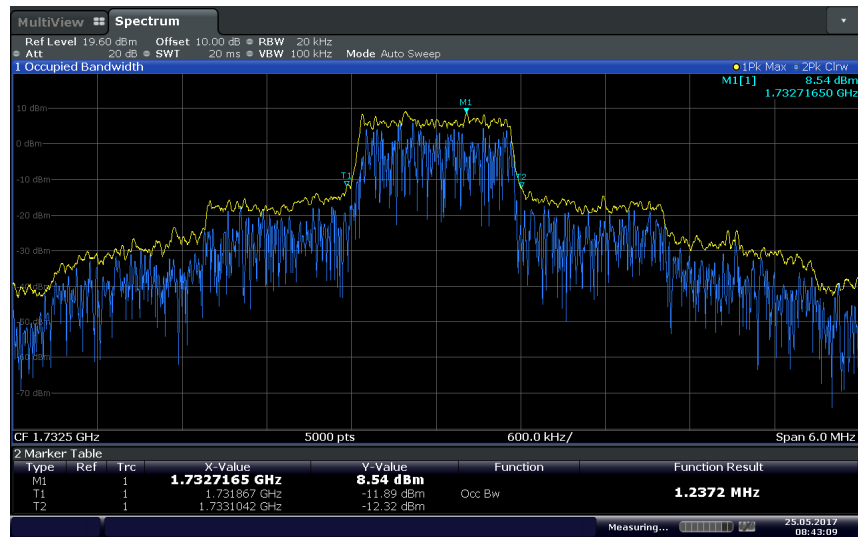 MultiView Spectrum
Ref Level 19.60 dBm Offset 10.00 dB RBW 20 kHz
Att 20 dB SWT 20 ms VBW 100 kHz Mode Auto Sweep
1 Occupied Bandwidth 1Pk Max 2Pk Clrw
M1[1] 8.54 dBm
1.73271650 GHz
M1
10 dBm
0 dBm
T1 T2
-10 dBm
-20 dBm
-30 dBm
-70 dBm
CF 1.7325 GHz 5000 pts 600.0 kHz/ Span 6.0 MHz
2 Marker Table
Type Ref Trc X-Value Y-Value Function Function Result
M1 1 1.7327165 GHz 8.54 dBm
T1 1 1.731867 GHz -11.89 dBm Occ Bw 1.2372 MHz
T2 1 1.7331042 GHz -12.32 dBm
Measuring... 25.05.2017
08:43:09